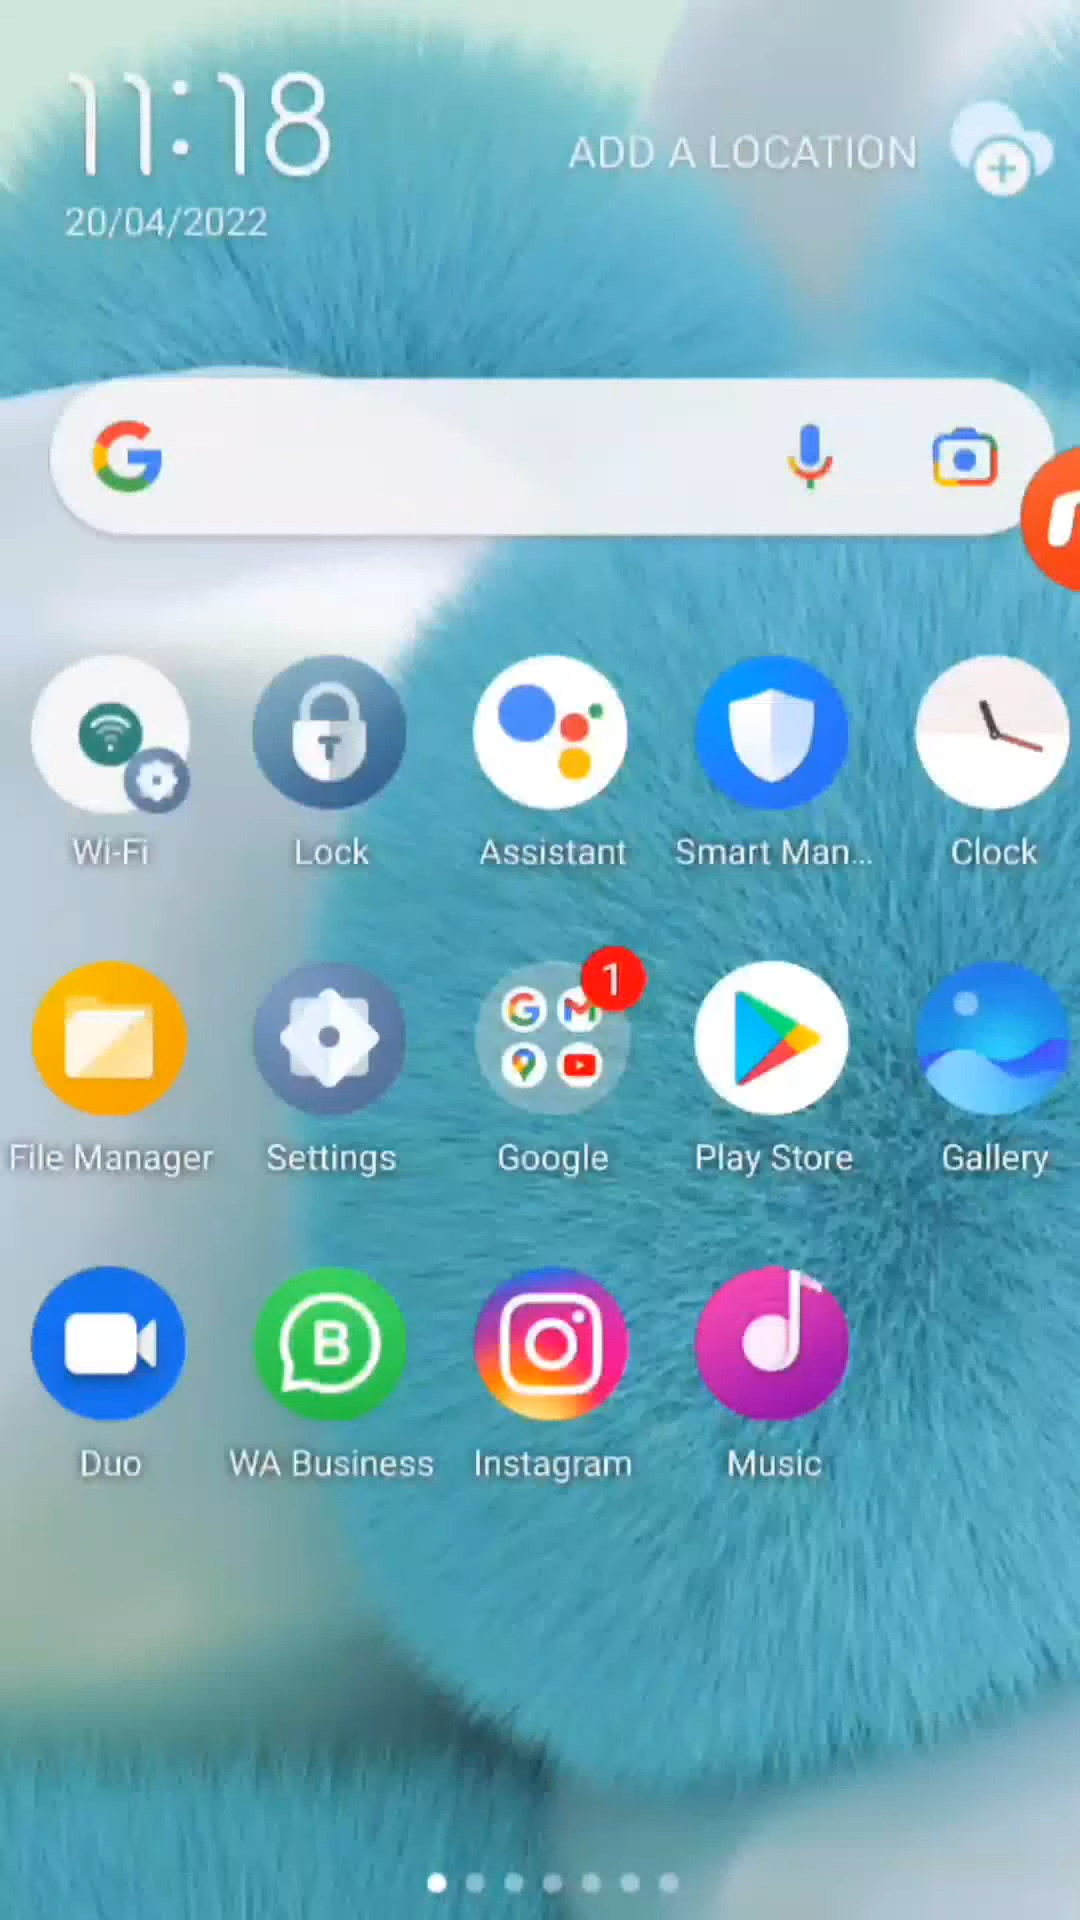 11:18
ADD A LOCATION
20/04/2022
Wi-Fi
Lock
Assistant
Smart Man...
Clock
1
File Manager
Settings
Google
Play Store
Gallery
B
Duo
WA Business
Instagram
Music